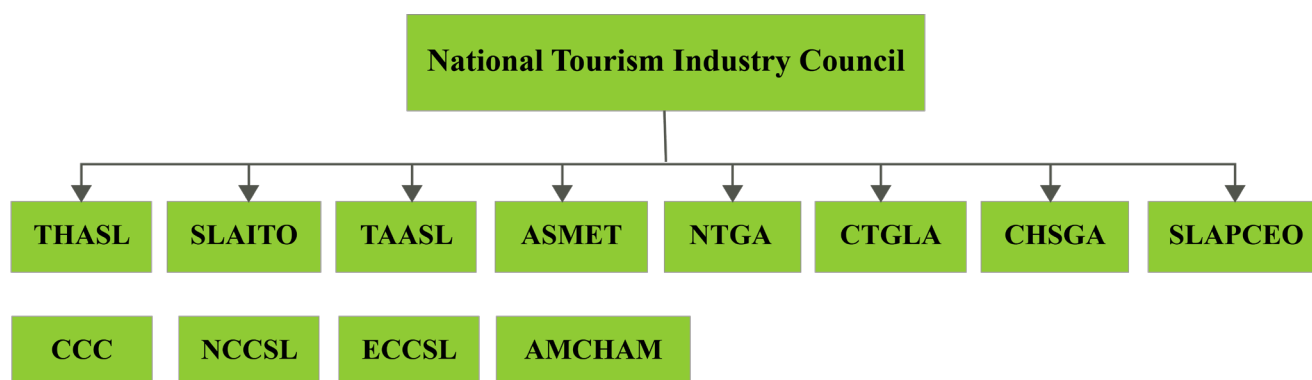 National Tourism Industry Council
THASL SLAITO TAASL ASMET NTGA CTGLA CHSGA SLAPCEO
CCC NCCSL ECCSL AMCHAM